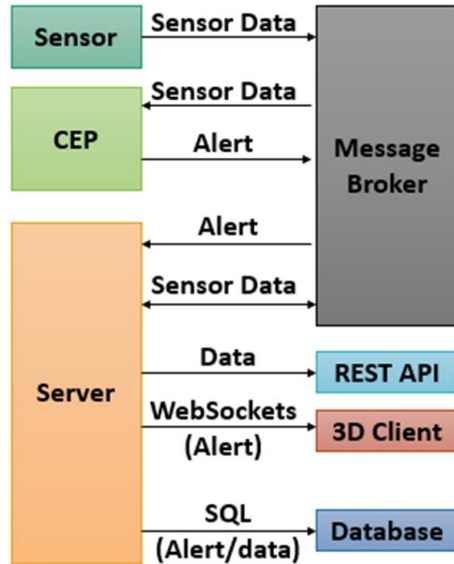 Sensor
Sensor Data
Sensor Data
CEP
Alert
Message
Broker
Alert
Sensor Data
Server
Data
REST API
WebSockets
(Alert)
3D Client
SQL
(Alert/data)
Database